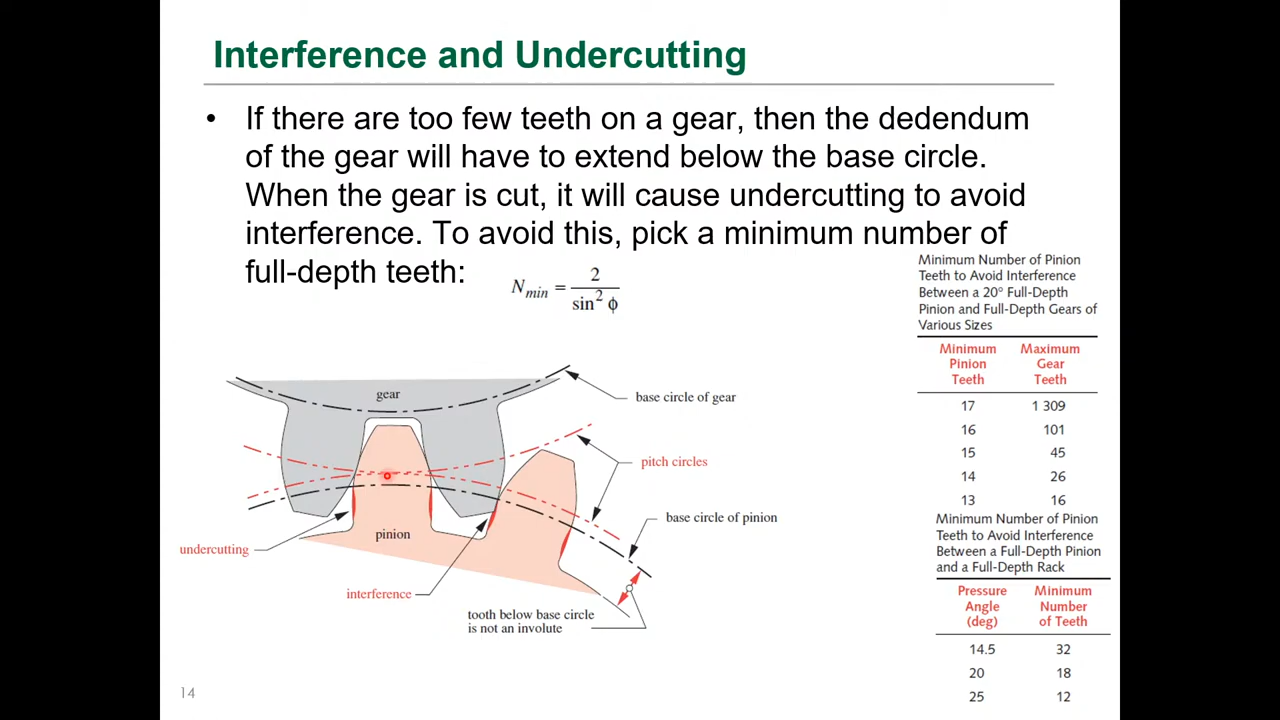 Interference and Undercutting
• If there are too few teeth on a gear, then the dedendum
of the gear will have to extend below the base circle.
When the gear is cut, it will cause undercutting to avoid
interference. To avoid this, pick a minimum number of
full-depth teeth:
N_min = 2 / sin² ϕ
gear
base circle of gear
pitch circles
base circle of pinion
pinion
undercutting
interference
tooth below base circle
is not an involute
Minimum Number of Pinion
Teeth to Avoid Interference
Between a 20° Full-Depth
Pinion and Full-Depth Gears of
Various Sizes
Minimum Pinion Teeth Maximum Gear Teeth
17 1 309
16 101
15 45
14 26
13 16
Minimum Number of Pinion
Teeth to Avoid Interference
Between a Full-Depth Pinion
and a Full-Depth Rack
Pressure Angle (deg) Minimum Number of Teeth
14.5 32
20 18
25 12
14